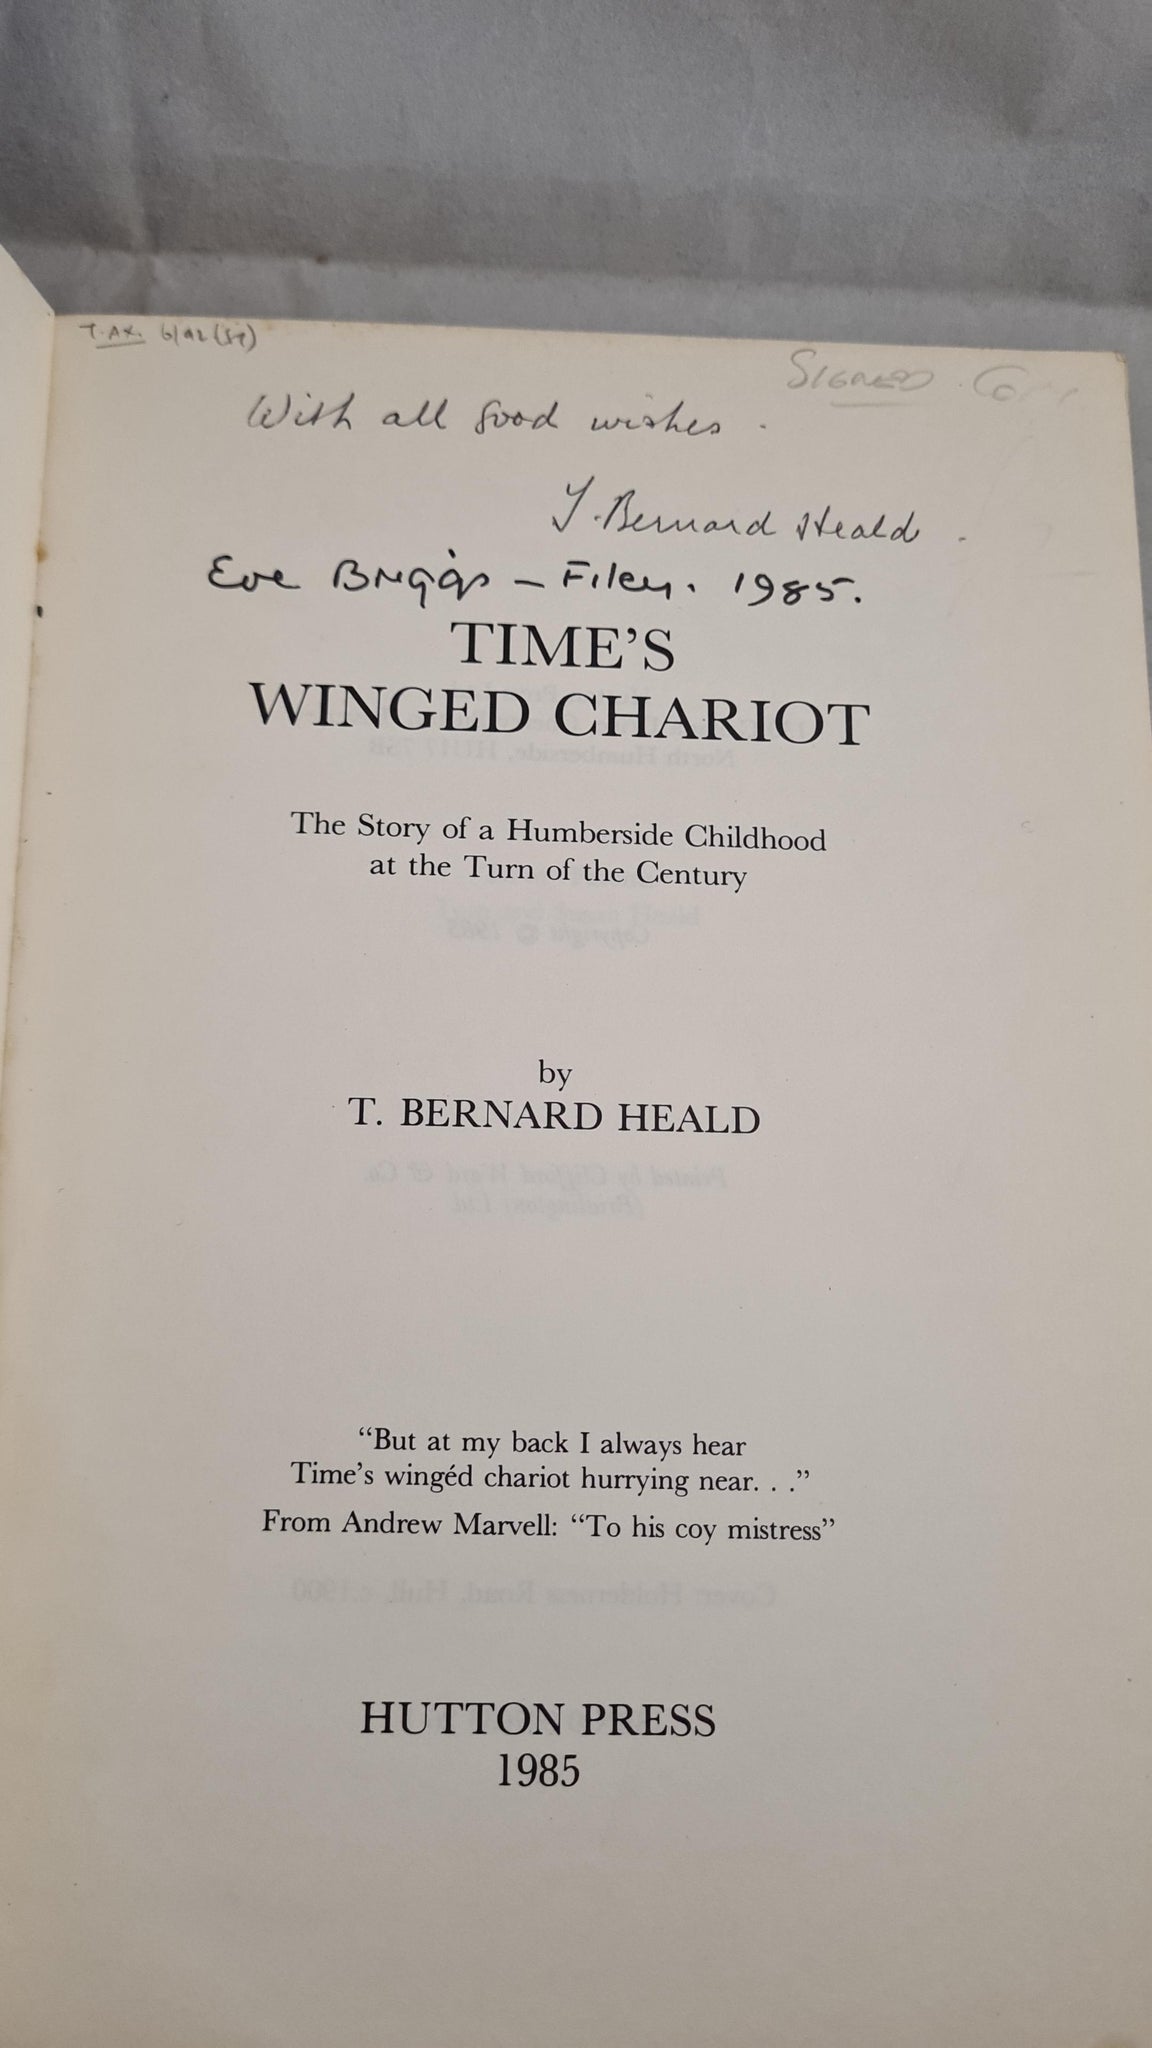 T.AX. 6/92
SIGNED
With all good wishes.
T. Bernard Heald.
Eve Briggs – Filey. 1985.
TIME'S
WINGED CHARIOT
The Story of a Humberside Childhood
at the Turn of the Century
by
T. BERNARD HEALD
“But at my back I always hear
Time's wingéd chariot hurrying near. . .”
From Andrew Marvell: “To his coy mistress”
HUTTON PRESS
1985